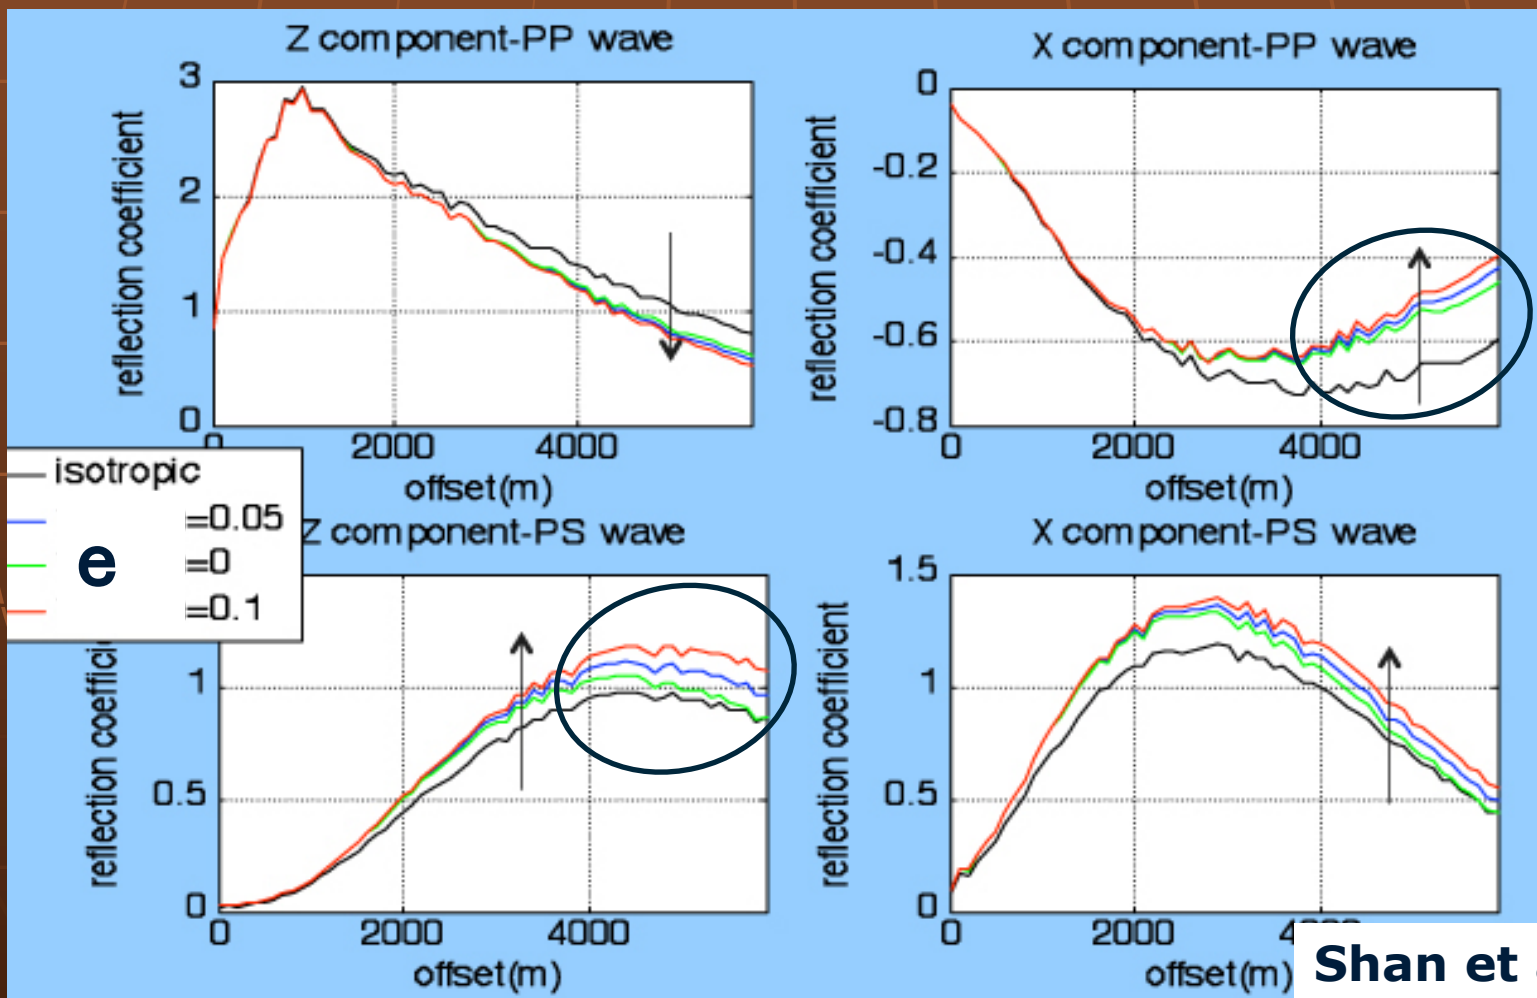 Z component-PP wave
3
2
1
0
reflection coefficient
0
2000
4000
offset(m)
X component-PP wave
0
-0.2
-0.4
-0.6
-0.8
reflection coefficient
0
2000
4000
offset(m)
isotropic
=0.05
e =0
=0.1
Z component-PS wave
1
0.5
0
reflection
0
2000
4000
offset(m)
X component-PS wave
1.5
1
0.5
0
reflection coefficient
0
2000
offset(m)
Shan et